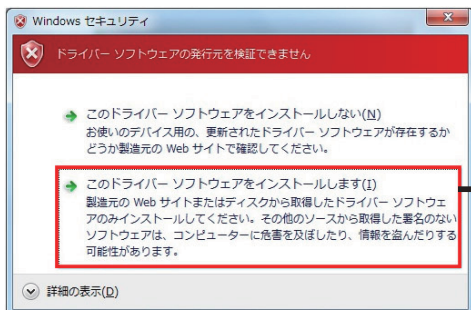 Windows セキュリティ
ドライバー ソフトウェアの発行元を検証できません
このドライバー ソフトウェアをインストールしない(N)
お使いのデバイス用の、更新されたドライバー ソフトウェアが存在するか
どうか製造元の Web サイトで確認してください。
このドライバー ソフトウェアをインストールします(I)
製造元の Web サイトまたはディスクから取得したドライバー ソフトウェ
アのみインストールしてください。その他のソースから取得した署名のない
ソフトウェアは、コンピューターに危害を及ぼしたり、情報を盗んだりする
可能性があります。
詳細の表示(D)